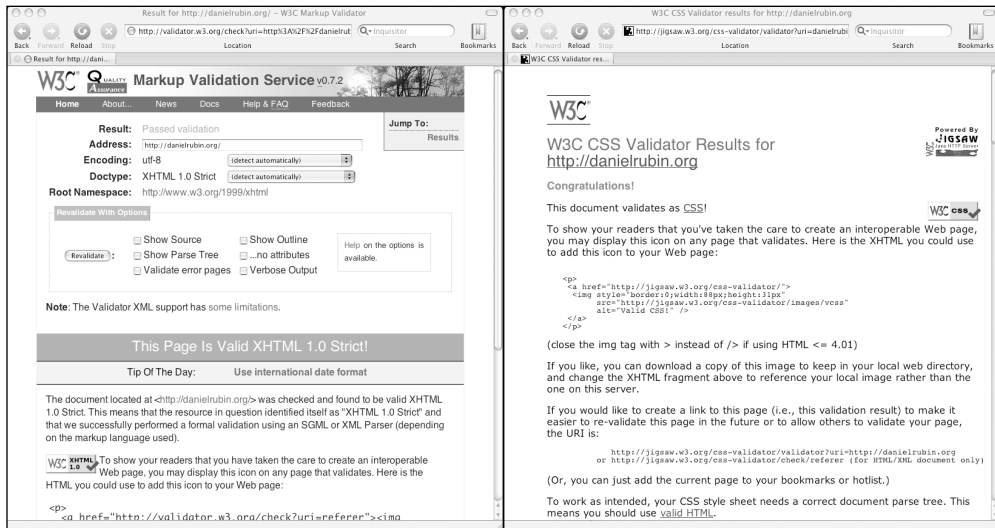 Result for http://danielrubin.org/ – W3C Markup Validator
http://validator.w3.org/check?uri=http%3A%2F%2Fdanielrub
Inquisitor
Back Forward Reload Stop Location Search Bookmarks
Result for http://dani...
W3C® QUALITY Assurance Markup Validation Service v0.7.2
Home About... News Docs Help & FAQ Feedback
Jump To:
Results
Result: Passed validation
Address: http://danielrubin.org/
Encoding: utf-8 (detect automatically)
Doctype: XHTML 1.0 Strict (detect automatically)
Root Namespace: http://www.w3.org/1999/xhtml
Revalidate With Options
Revalidate :
Show Source Show Outline
Show Parse Tree ...no attributes
Validate error pages Verbose Output
Help on the options is
available.
Note: The Validator XML support has some limitations.
This Page Is Valid XHTML 1.0 Strict!
Tip Of The Day: Use international date format
The document located at <http://danielrubin.org/> was checked and found to be valid XHTML
1.0 Strict. This means that the resource in question identified itself as "XHTML 1.0 Strict" and
that we successfully performed a formal validation using an SGML or XML Parser (depending
on the markup language used).
W3C XHTML 1.0 To show your readers that you have taken the care to create an interoperable
Web page, you may display this icon on any page that validates. Here is the
HTML you could use to add this icon to your Web page:
<p>
<a href="http://validator.w3.org/check?uri=referer"><img
W3C CSS Validator results for http://danielrubin.org
http://jigsaw.w3.org/css-validator/validator?uri=danielrubi
Inquisitor
Back Forward Reload Stop Location Search Bookmarks
W3C CSS Validator res...
W3C®
Powered By
JIGSAW
Java HTTP Server
W3C
W3C CSS Validator Results for
http://danielrubin.org
Congratulations!
This document validates as CSS!
W3C css
To show your readers that you've taken the care to create an interoperable Web page,
you may display this icon on any page that validates. Here is the XHTML you could use
to add this icon to your Web page:
<p>
<a href="http://jigsaw.w3.org/css-validator/">
<img style="border:0;width:88px;height:31px"
src="http://jigsaw.w3.org/css-validator/images/vcss"
alt="Valid CSS!" />
</a>
</p>
(close the img tag with > instead of /> if using HTML <= 4.01)
If you like, you can download a copy of this image to keep in your local web directory,
and change the XHTML fragment above to reference your local image rather than the
one on this server.
If you would like to create a link to this page (i.e., this validation result) to make it
easier to re-validate this page in the future or to allow others to validate your page,
the URI is:
http://jigsaw.w3.org/css-validator/validator?uri=http://danielrubin.org
or http://jigsaw.w3.org/css-validator/check/referer (for HTML/XML document only)
(Or, you can just add the current page to your bookmarks or hotlist.)
To work as intended, your CSS style sheet needs a correct document parse tree. This
means you should use valid HTML.